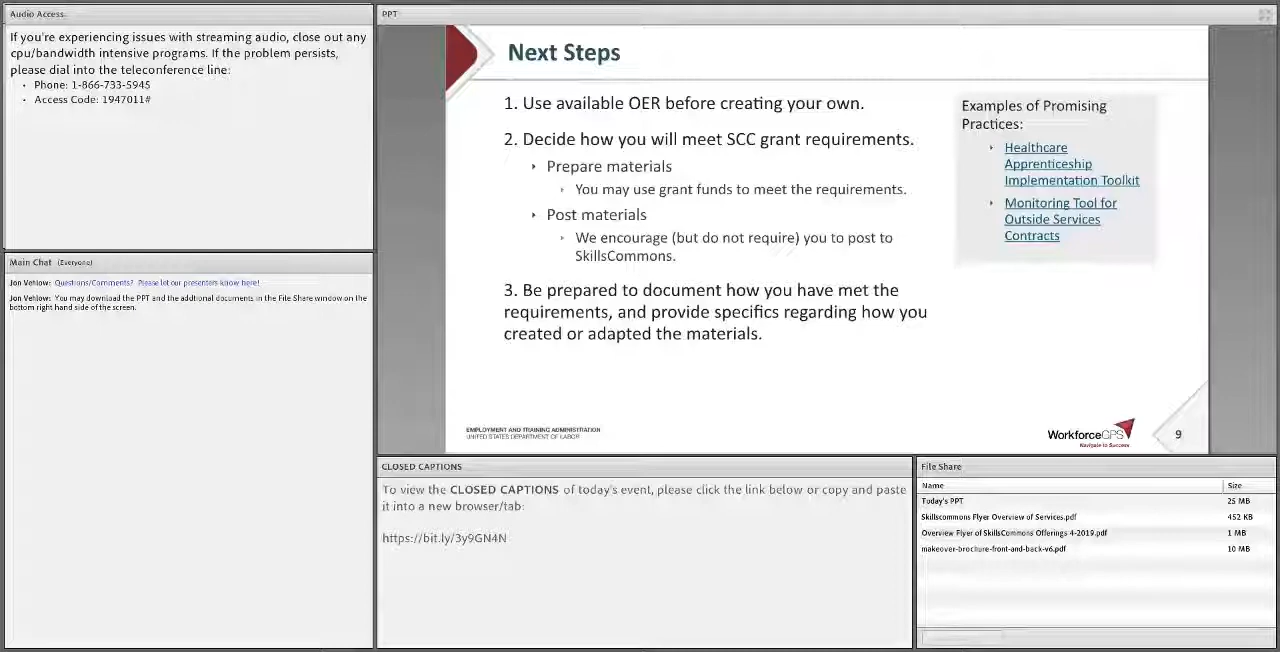 Audio Access
If you're experiencing issues with streaming audio, close out any
cpu/bandwidth intensive programs. If the problem persists,
please dial into the teleconference line:
• Phone: 1-866-733-5945
• Access Code: 1947011#
Main Chat (Everyone)
Jon Vehlow: Questions/Comments? Please let our presenters know here!
Jon Vehlow: You may download the PPT and the addtional documents in the File Share window on the
bottom right hand side of the screen.
PPT
Next Steps
1. Use available OER before creating your own.
2. Decide how you will meet SCC grant requirements.
Prepare materials
You may use grant funds to meet the requirements.
Post materials
We encourage (but do not require) you to post to
SkillsCommons.
3. Be prepared to document how you have met the
requirements, and provide specifics regarding how you
created or adapted the materials.
Examples of Promising
Practices:
Healthcare
Apprenticeship
Implementation Toolkit
Monitoring Tool for
Outside Services
Contracts
EMPLOYMENT AND TRAINING ADMINISTRATION
UNITED STATES DEPARTMENT OF LABOR
WorkforceGPS
Navigate to Success
9
CLOSED CAPTIONS
To view the CLOSED CAPTIONS of today's event, please click the link below or copy and paste
it into a new browser/tab:
https://bit.ly/3y9GN4N
File Share
Name Size
Today's PPT 25 MB
Skillscommons Flyer Overview of Services.pdf 452 KB
Overview Flyer of SkillsCommons Offerings 4-2019.pdf 1 MB
makeover-brochure-front-and-back-v6.pdf 10 MB